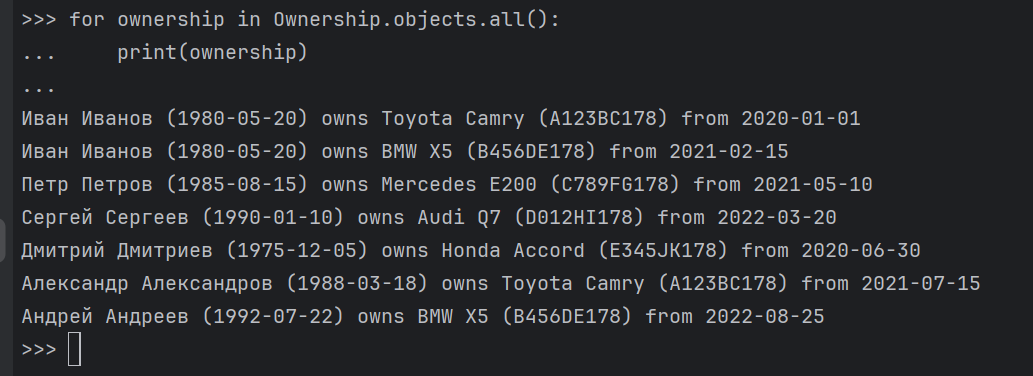 >>> for ownership in Ownership.objects.all():
...     print(ownership)
...
Иван Иванов (1980-05-20) owns Toyota Camry (A123BC178) from 2020-01-01
Иван Иванов (1980-05-20) owns BMW X5 (B456DE178) from 2021-02-15
Петр Петров (1985-08-15) owns Mercedes E200 (C789FG178) from 2021-05-10
Сергей Сергеев (1990-01-10) owns Audi Q7 (D012HI178) from 2022-03-20
Дмитрий Дмитриев (1975-12-05) owns Honda Accord (E345JK178) from 2020-06-30
Александр Александров (1988-03-18) owns Toyota Camry (A123BC178) from 2021-07-15
Андрей Андреев (1992-07-22) owns BMW X5 (B456DE178) from 2022-08-25
>>>